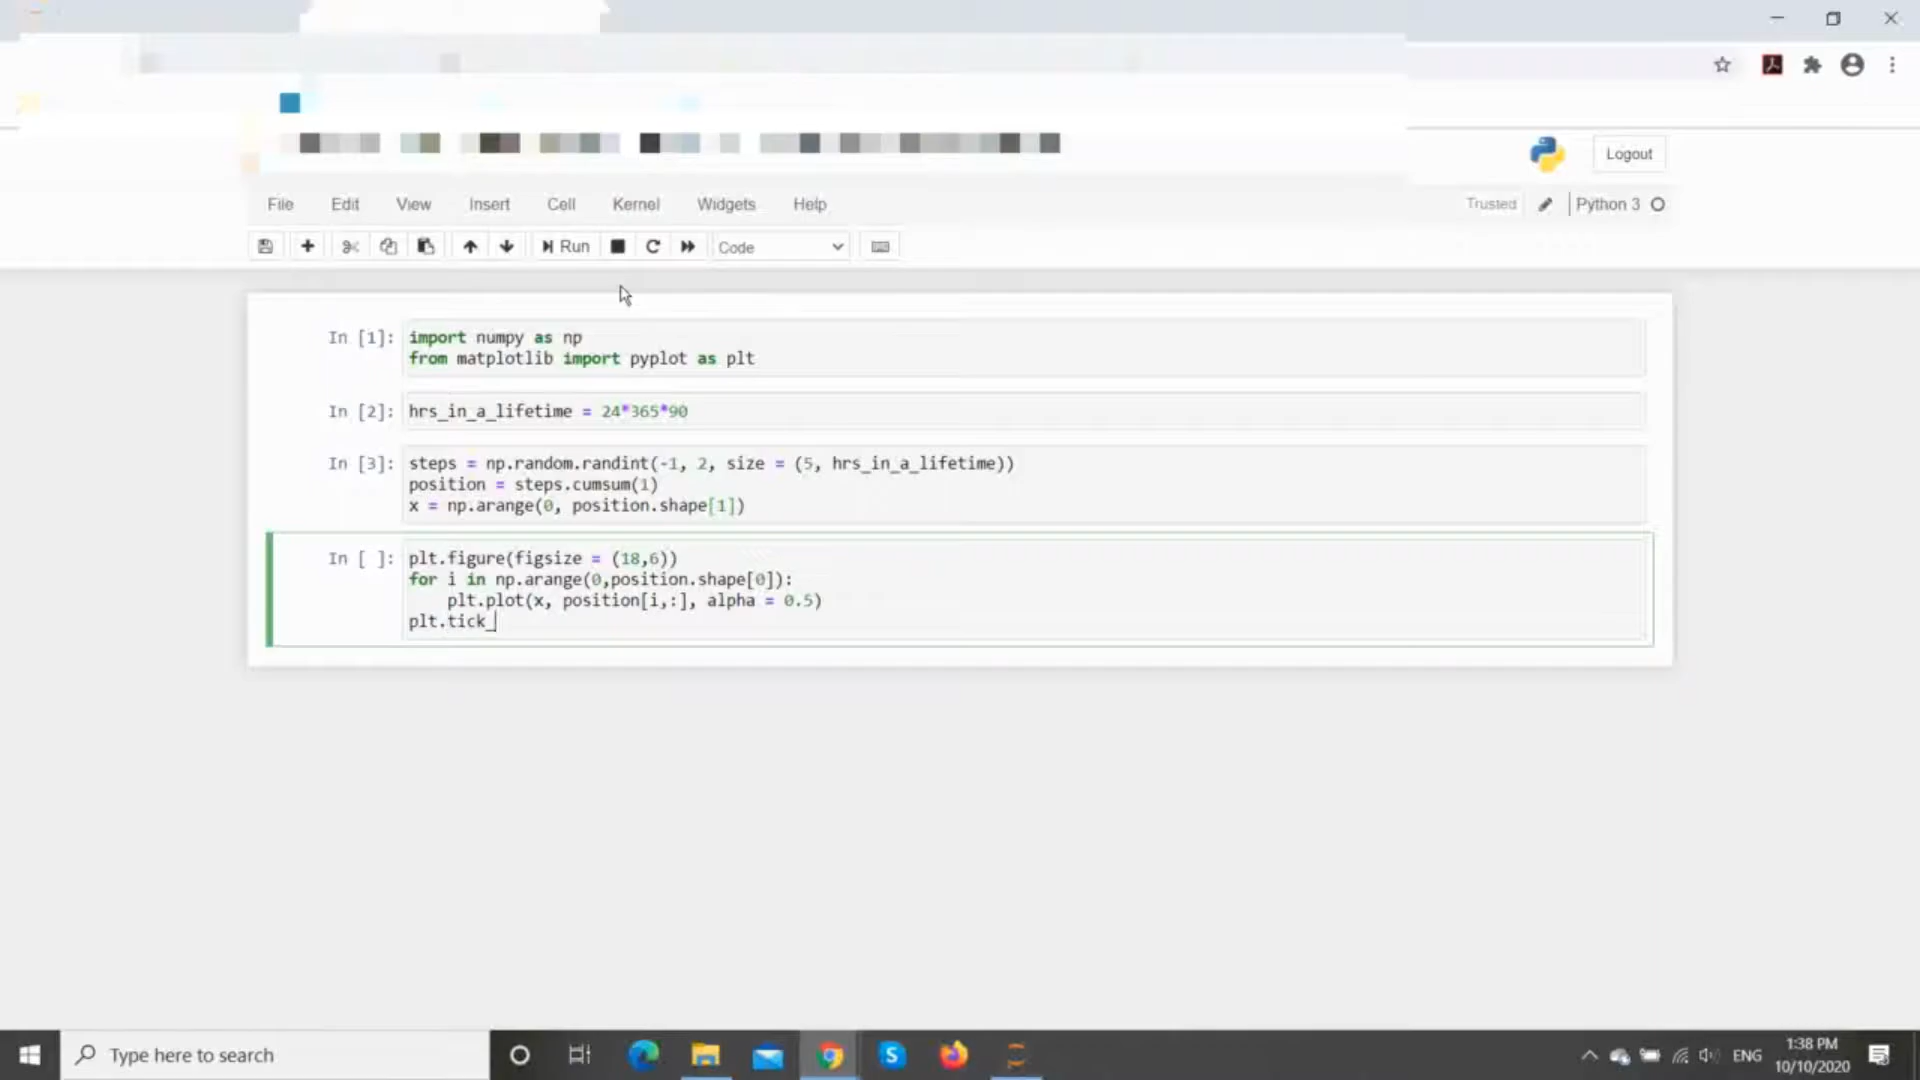 Logout
File Edit View Insert Cell Kernel Widgets Help
Trusted Python 3
Run Code
In [1]: import numpy as np
from matplotlib import pyplot as plt
In [2]: hrs_in_a_lifetime = 24*365*90
In [3]: steps = np.random.randint(-1, 2, size = (5, hrs_in_a_lifetime))
position = steps.cumsum(1)
x = np.arange(0, position.shape[1])
In [ ]: plt.figure(figsize = (18,6))
for i in np.arange(0,position.shape[0]):
plt.plot(x, position[i,:], alpha = 0.5)
plt.tick_
Type here to search
S
ENG
1:38 PM
10/10/2020